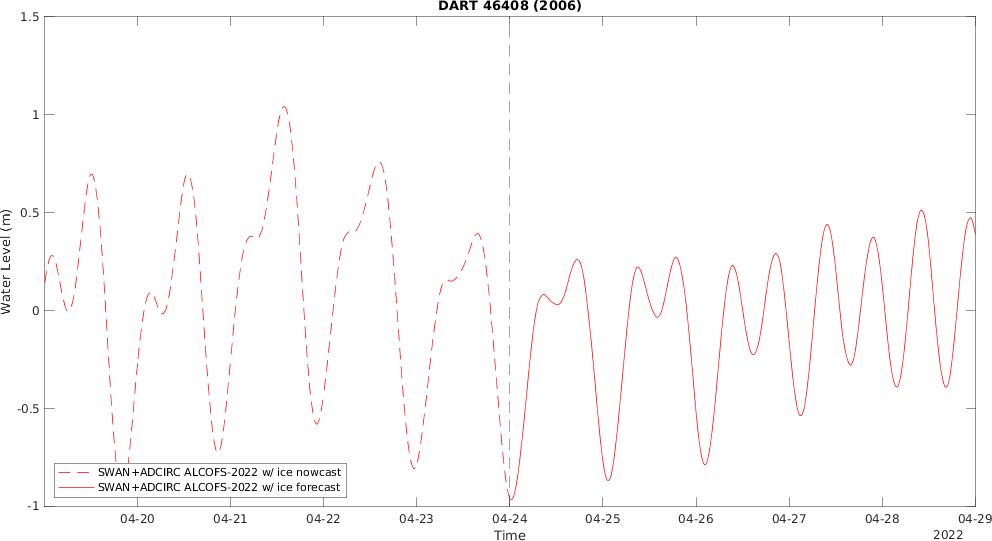 DART 46408 (2006)
1.5
1
0.5
0
-0.5
-1
Water Level (m)
SWAN+ADCIRC ALCOFS-2022 w/ ice nowcast
SWAN+ADCIRC ALCOFS-2022 w/ ice forecast
04-20 04-21 04-22 04-23 04-24 04-25 04-26 04-27 04-28 04-29
Time
2022